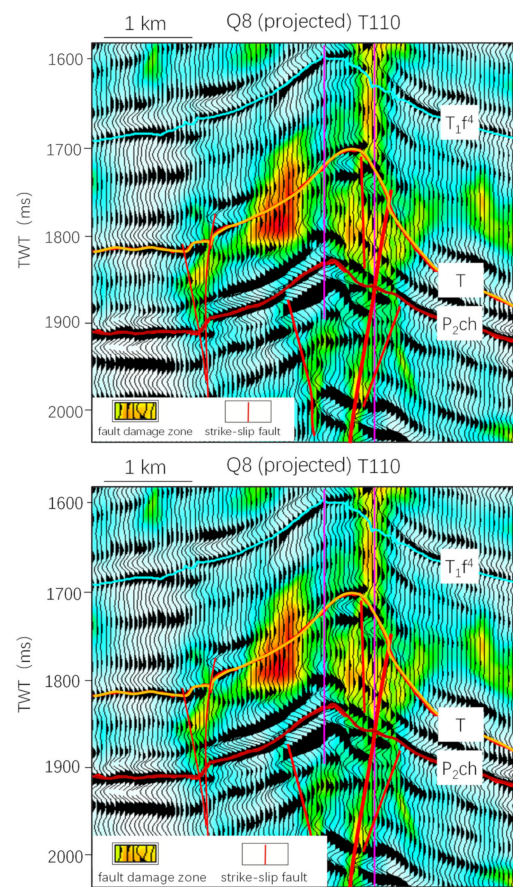 1 km Q8 (projected) T110
1600
T₁f⁴
1700
TWT (ms)
1800
T
P₂ch
1900
2000
fault damage zone strike-slip fault
1 km Q8 (projected) T110
1600
T₁f⁴
1700
TWT (ms)
1800
T
P₂ch
1900
2000
fault damage zone strike-slip fault